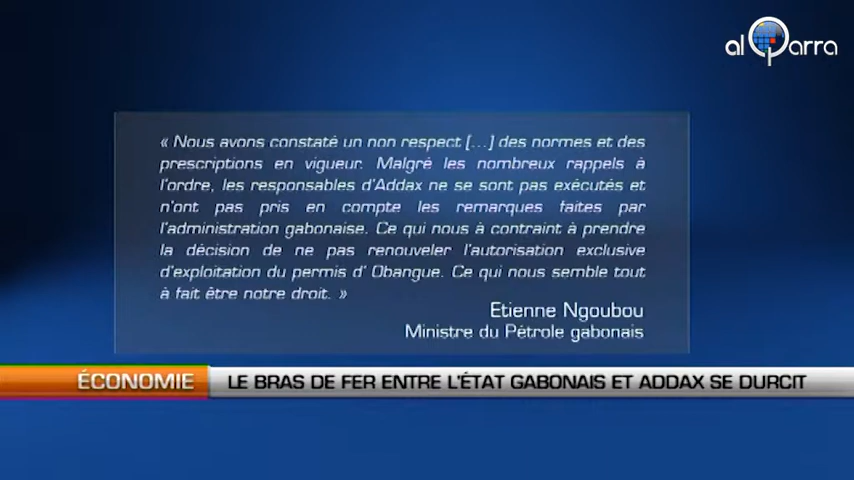 al Qarra
« Nous avons constaté un non respect [...] des normes et des
prescriptions en vigueur. Malgré les nombreux rappels à
l'ordre, les responsables d'Addax ne se sont pas exécutés et
n'ont pas pris en compte les remarques faites par
l'administration gabonaise. Ce qui nous à contraint à prendre
la décision de ne pas renouveler l'autorisation exclusive
d'exploitation du permis d' Obangue. Ce qui nous semble tout
à fait être notre droit. »
Etienne Ngoubou
Ministre du Pétrole gabonais
ÉCONOMIE LE BRAS DE FER ENTRE L'ÉTAT GABONAIS ET ADDAX SE DURCIT